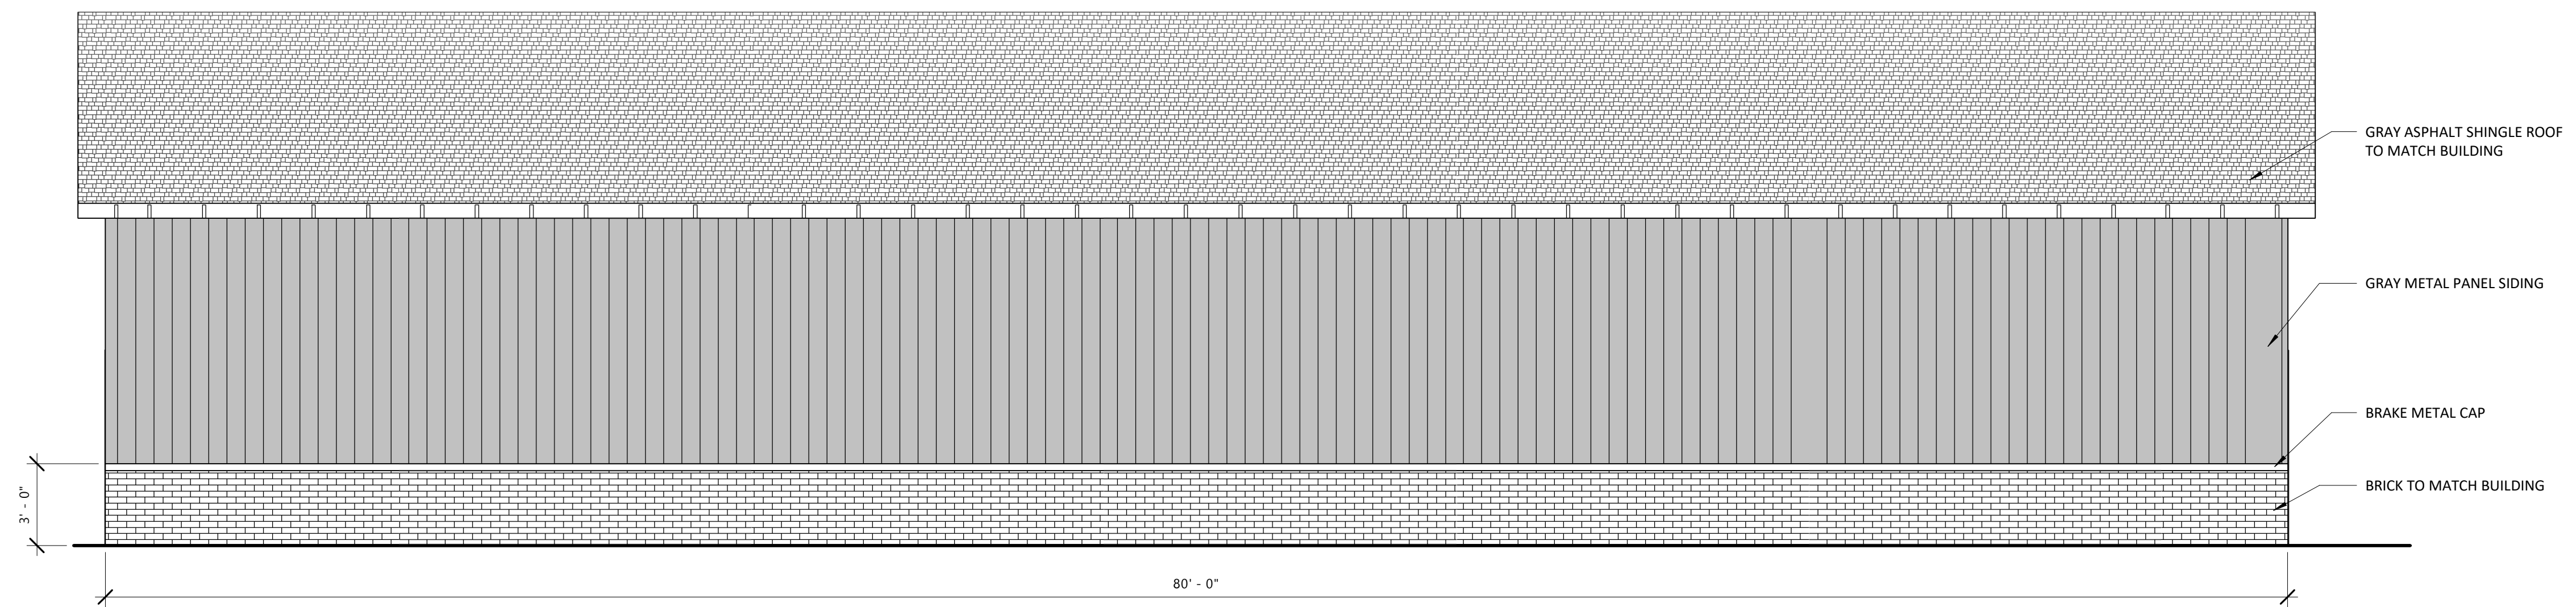 GRAY ASPHALT SHINGLE ROOF
TO MATCH BUILDING
GRAY METAL PANEL SIDING
BRAKE METAL CAP
BRICK TO MATCH BUILDING
3' - 0"
80' - 0"